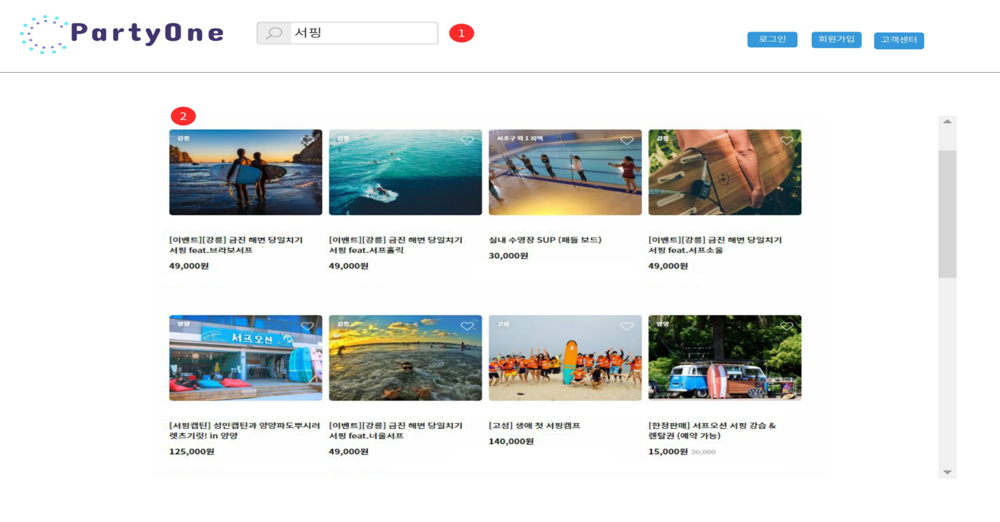 PartyOne
서핑
1
로그인
회원가입
고객센터
2
강릉
강릉
서초구 외 1지역
강릉
[이벤트][강릉] 금진 해변 당일치기
서핑 feat.브라보서프
49,000원
[이벤트][강릉] 금진 해변 당일치기
서핑 feat.서프홀릭
49,000원
실내 수영장 SUP (패들 보드)
30,000원
[이벤트][강릉] 금진 해변 당일치기
서핑 feat.서프소울
49,000원
양양
강릉
고성
양양
서프오션
[서핑캡틴] 성민캡틴과 양양파도뿌시러
렛츠기릿! in 양양
125,000원
[이벤트][강릉] 금진 해변 당일치기
서핑 feat.너울서프
49,000원
[고성] 생애 첫 서핑캠프
140,000원
[한정판매] 서프오션 서핑 강습 &
렌탈권 (예약 가능)
15,000원 20,000